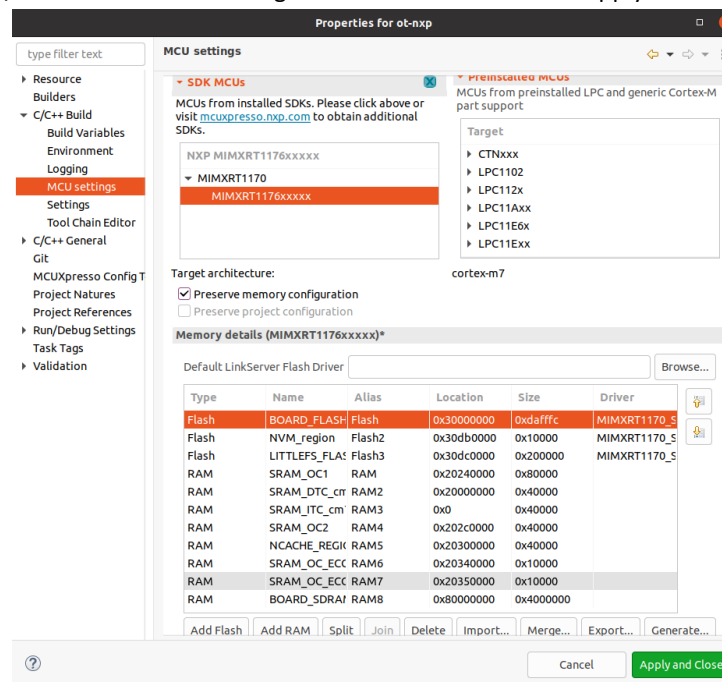 Properties for ot-nxp
type filter text
MCU settings
Resource
Builders
C/C++ Build
Build Variables
Environment
Logging
MCU settings
Settings
Tool Chain Editor
C/C++ General
Git
MCUXpresso Config T
Project Natures
Project References
Run/Debug Settings
Task Tags
Validation
SDK MCUs
MCUs from installed SDKs. Please click above or
visit mcuxpresso.nxp.com to obtain additional
SDKs.
NXP MIMXRT1176xxxxx
MIMXRT1170
MIMXRT1176xxxxx
Preinstalled MCUs
MCUs from preinstalled LPC and generic Cortex-M
part support
Target
CTNxxx
LPC1102
LPC112x
LPC11Axx
LPC11E6x
LPC11Exx
Target architecture: cortex-m7
Preserve memory configuration
Preserve project configuration
Memory details (MIMXRT1176xxxxx)*
Default LinkServer Flash Driver Browse...
Type Name Alias Location Size Driver
Flash BOARD_FLASH Flash 0x30000000 0xdafffc MIMXRT1170_S
Flash NVM_region Flash2 0x30db0000 0x10000 MIMXRT1170_S
Flash LITTLEFS_FLAS Flash3 0x30dc0000 0x200000 MIMXRT1170_S
RAM SRAM_OC1 RAM 0x20240000 0x80000
RAM SRAM_DTC_cm RAM2 0x20000000 0x40000
RAM SRAM_ITC_cm RAM3 0x0 0x40000
RAM SRAM_OC2 RAM4 0x202c0000 0x40000
RAM NCACHE_REGI RAM5 0x20300000 0x40000
RAM SRAM_OC_ECC RAM6 0x20340000 0x10000
RAM SRAM_OC_ECC RAM7 0x20350000 0x10000
RAM BOARD_SDRAM RAM8 0x80000000 0x4000000
Add Flash Add RAM Split Join Delete Import... Merge... Export... Generate...
Cancel Apply and Close